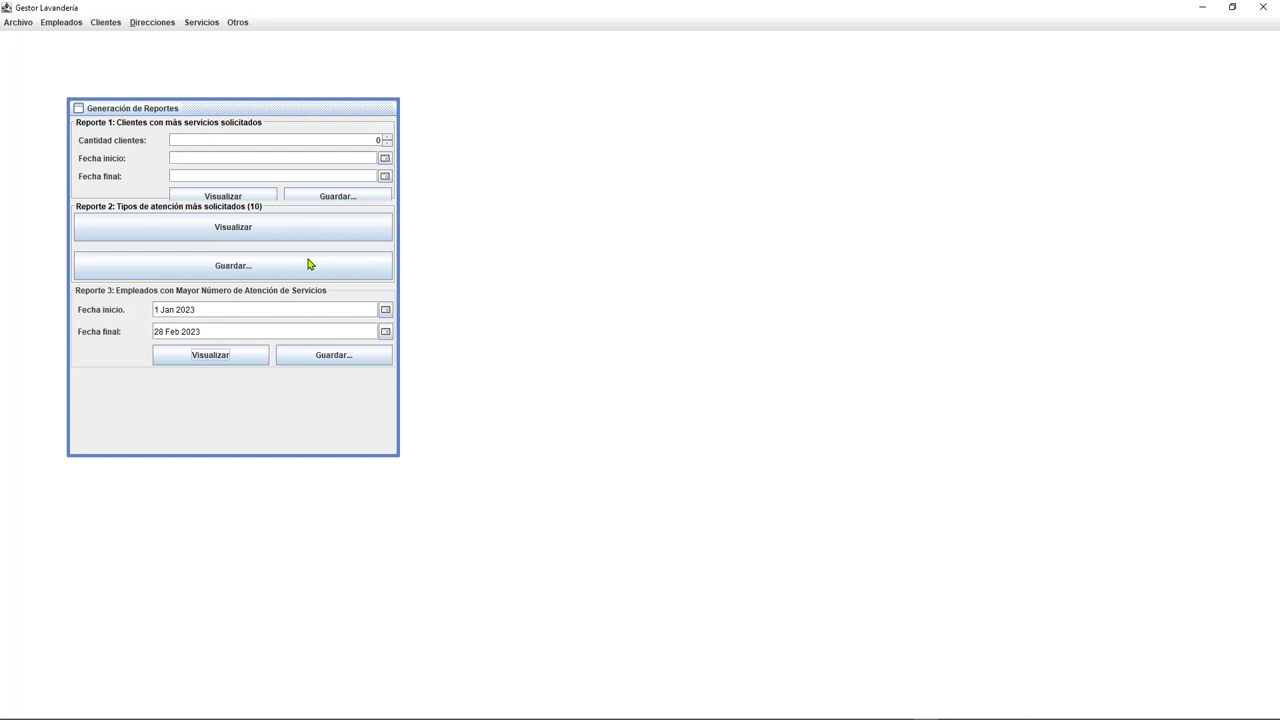 Gestor Lavandería
Archivo Empleados Clientes Direcciones Servicios Otros
Generación de Reportes
Reporte 1: Clientes con màs servicios solicitados
Cantidad clientes: 0
Fecha inicio:
Fecha final:
Visualizar Guardar...
Reporte 2: Tipos de atención más solicitados (10)
Visualizar
Guardar...
Reporte 3: Empleados con Mayor Número de Atención de Servicios
Fecha inicio. 1 Jan 2023
Fecha final: 28 Feb 2023
Visualizar Guardar...